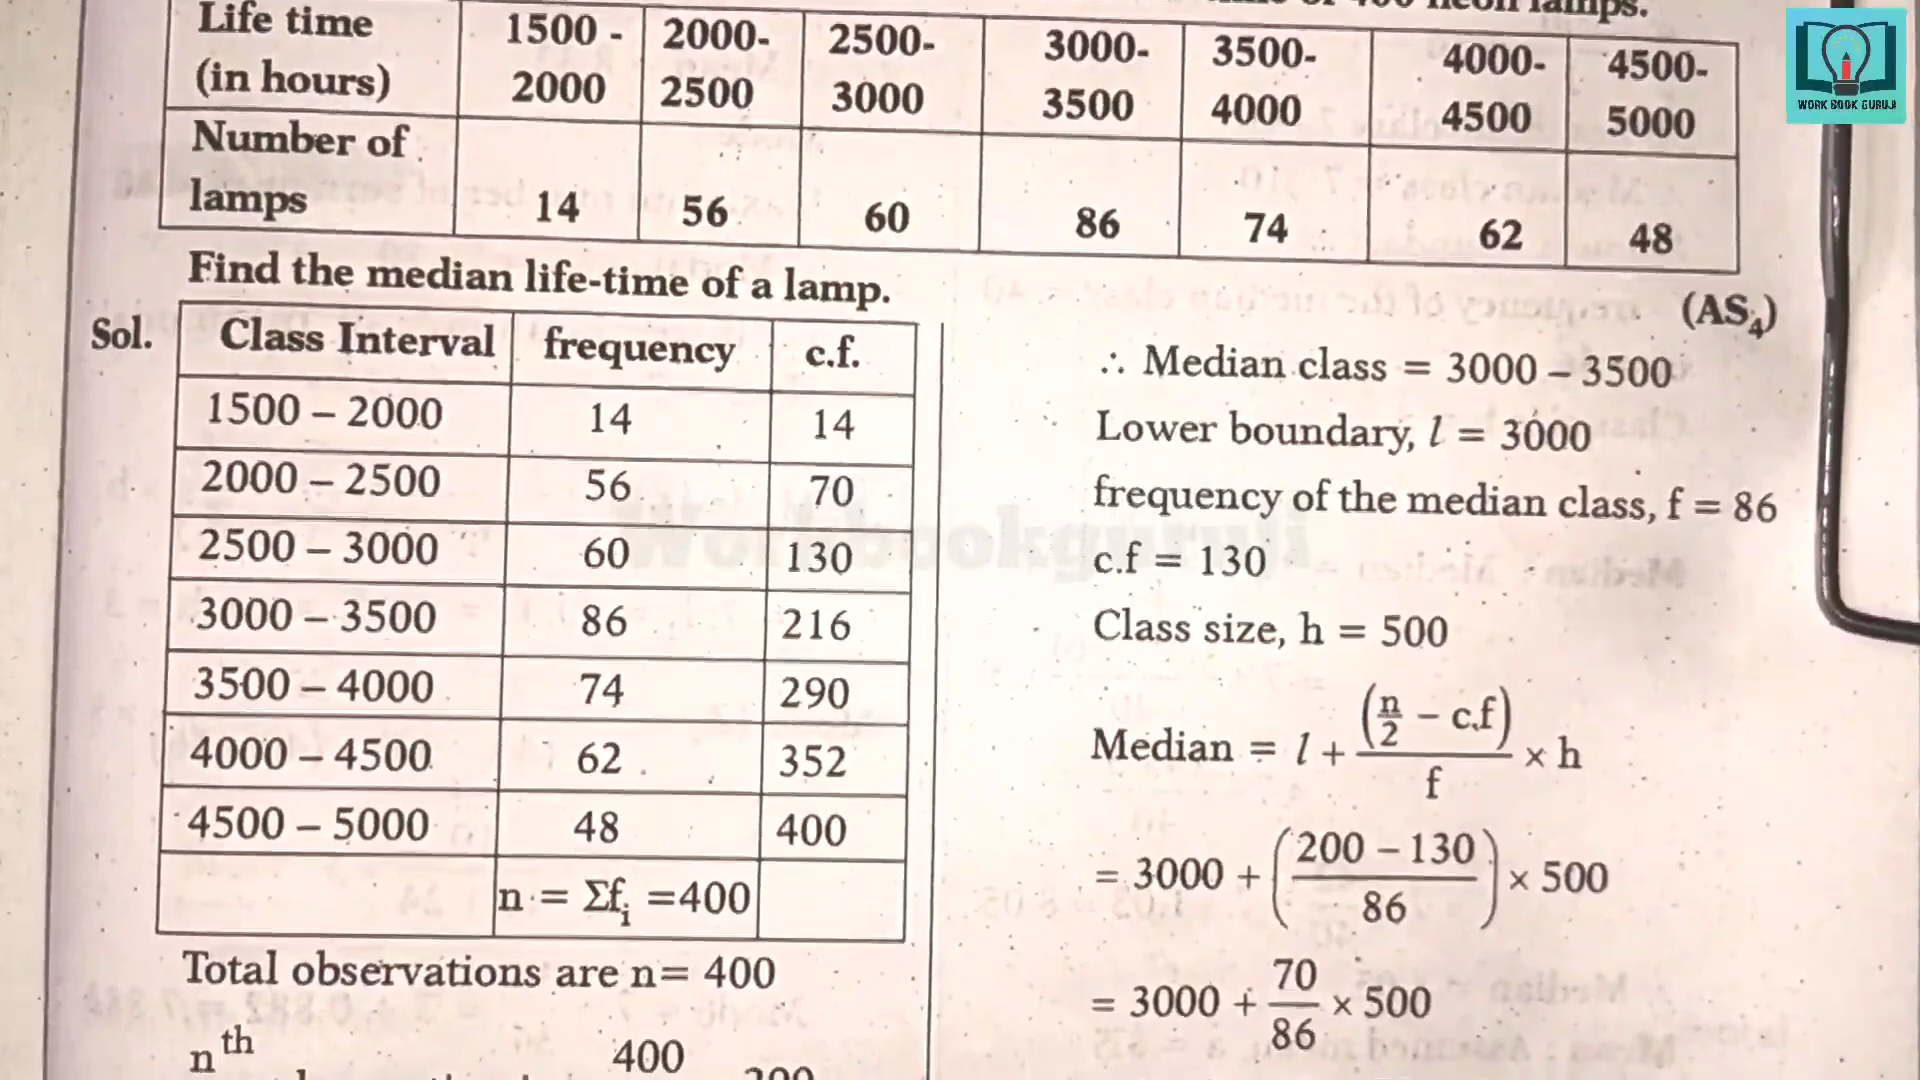 neon lamps.
Life time (in hours) 1500 - 2000 2000- 2500 2500- 3000 3000- 3500 3500- 4000 4000- 4500 4500- 5000
Number of lamps 14 56 60 86 74 62 48
WORK BOOK GURUJI
Find the median life-time of a lamp.
(AS₄)
Sol.
Class Interval frequency c.f.
1500 – 2000 14 14
2000 – 2500 56 70
2500 – 3000 60 130
3000 – 3500 86 216
3500 – 4000 74 290
4000 – 4500 62 352
4500 – 5000 48 400
n = Σfᵢ =400
Total observations are n= 400
nth 400
∴ Median class = 3000 – 3500
Lower boundary, l = 3000
frequency of the median class, f = 86
c.f = 130
Class size, h = 500
Median = l + (n/2 – c.f)/f × h
= 3000 + (200 – 130/86) × 500
= 3000 + 70/86 × 500
Workbookguruji